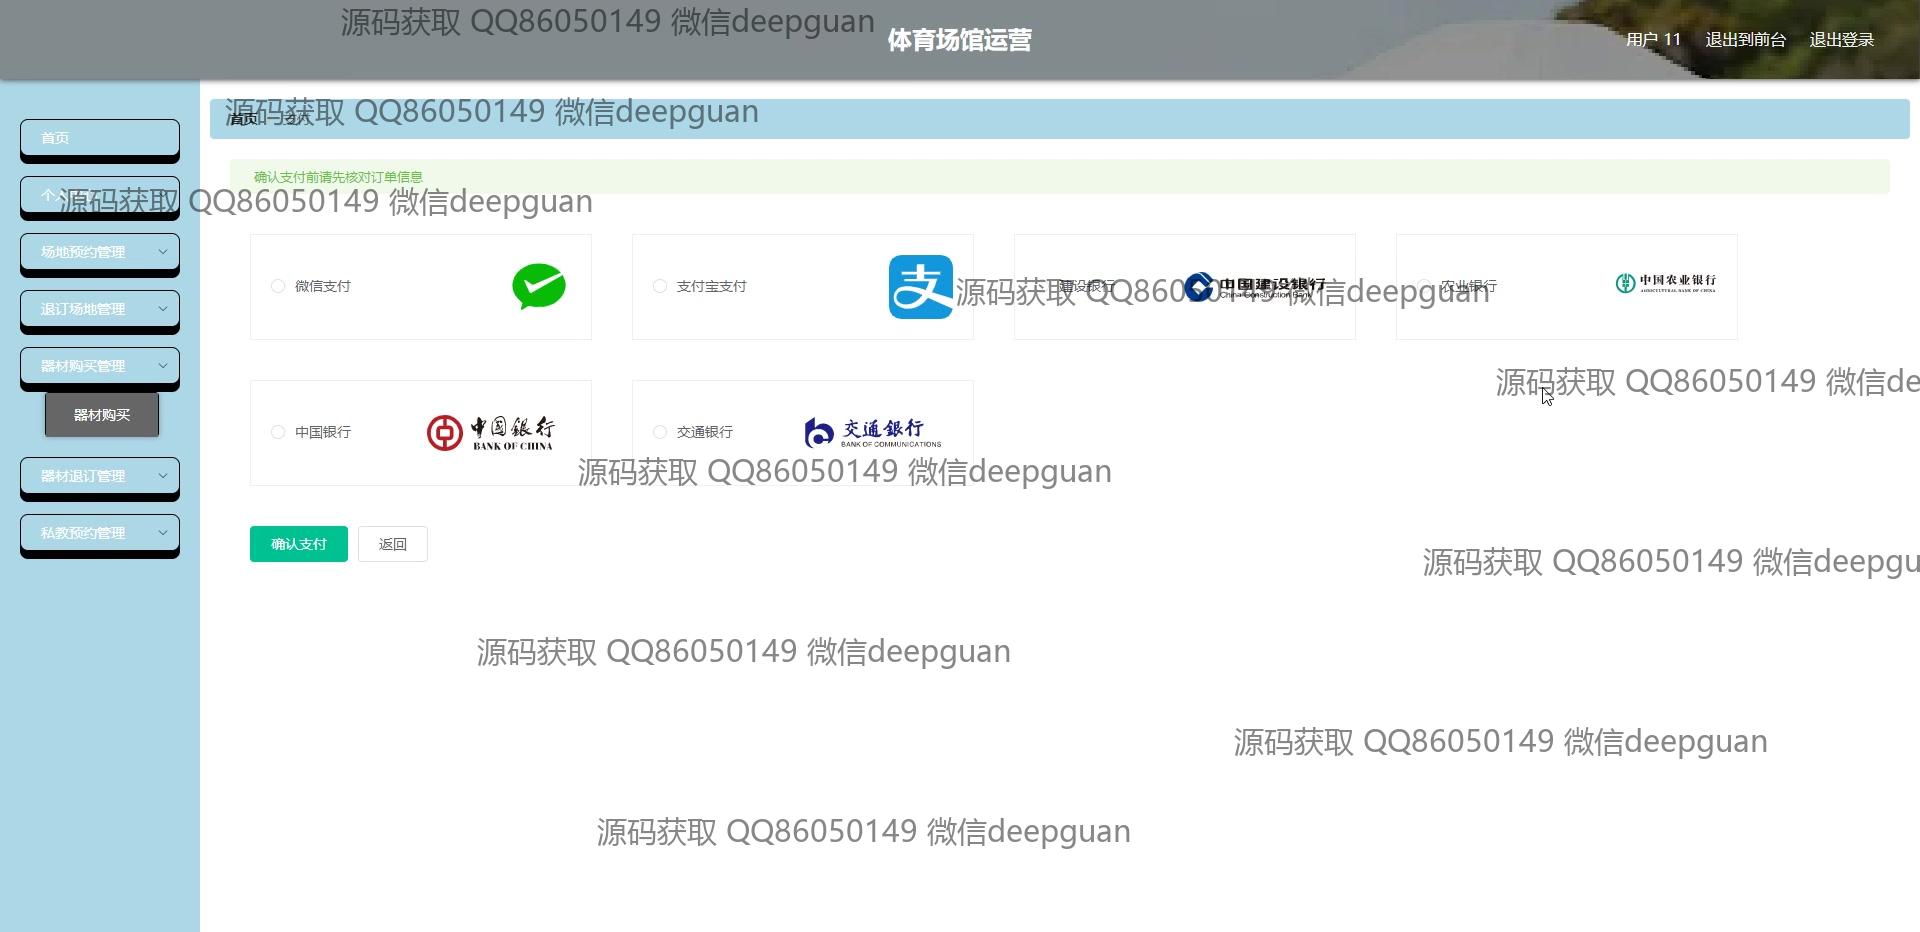 源码获取 QQ86050149 微信deepguan
体育场馆运营
用户 11 退出到前台 退出登录
源码获取 QQ86050149 微信deepguan
首页
首页
确认支付前请先核对订单信息
源码获取 QQ86050149 微信deepguan
场地预约管理
微信支付
支付宝支付
支
建设银行
中国建设银行
China Construction Bank
源码获取 QQ86050149 微信deepguan
农业银行
中国农业银行
AGRICULTURAL BANK OF CHINA
退订场地管理
器材购买管理
源码获取 QQ86050149 微信de
器材购买
中国银行
中国銀行
BANK OF CHINA
交通银行
交通銀行
BANK OF COMMUNICATIONS
器材退订管理
源码获取 QQ86050149 微信deepguan
私教预约管理
确认支付
返回
源码获取 QQ86050149 微信deepgu
源码获取 QQ86050149 微信deepguan
源码获取 QQ86050149 微信deepguan
源码获取 QQ86050149 微信deepguan